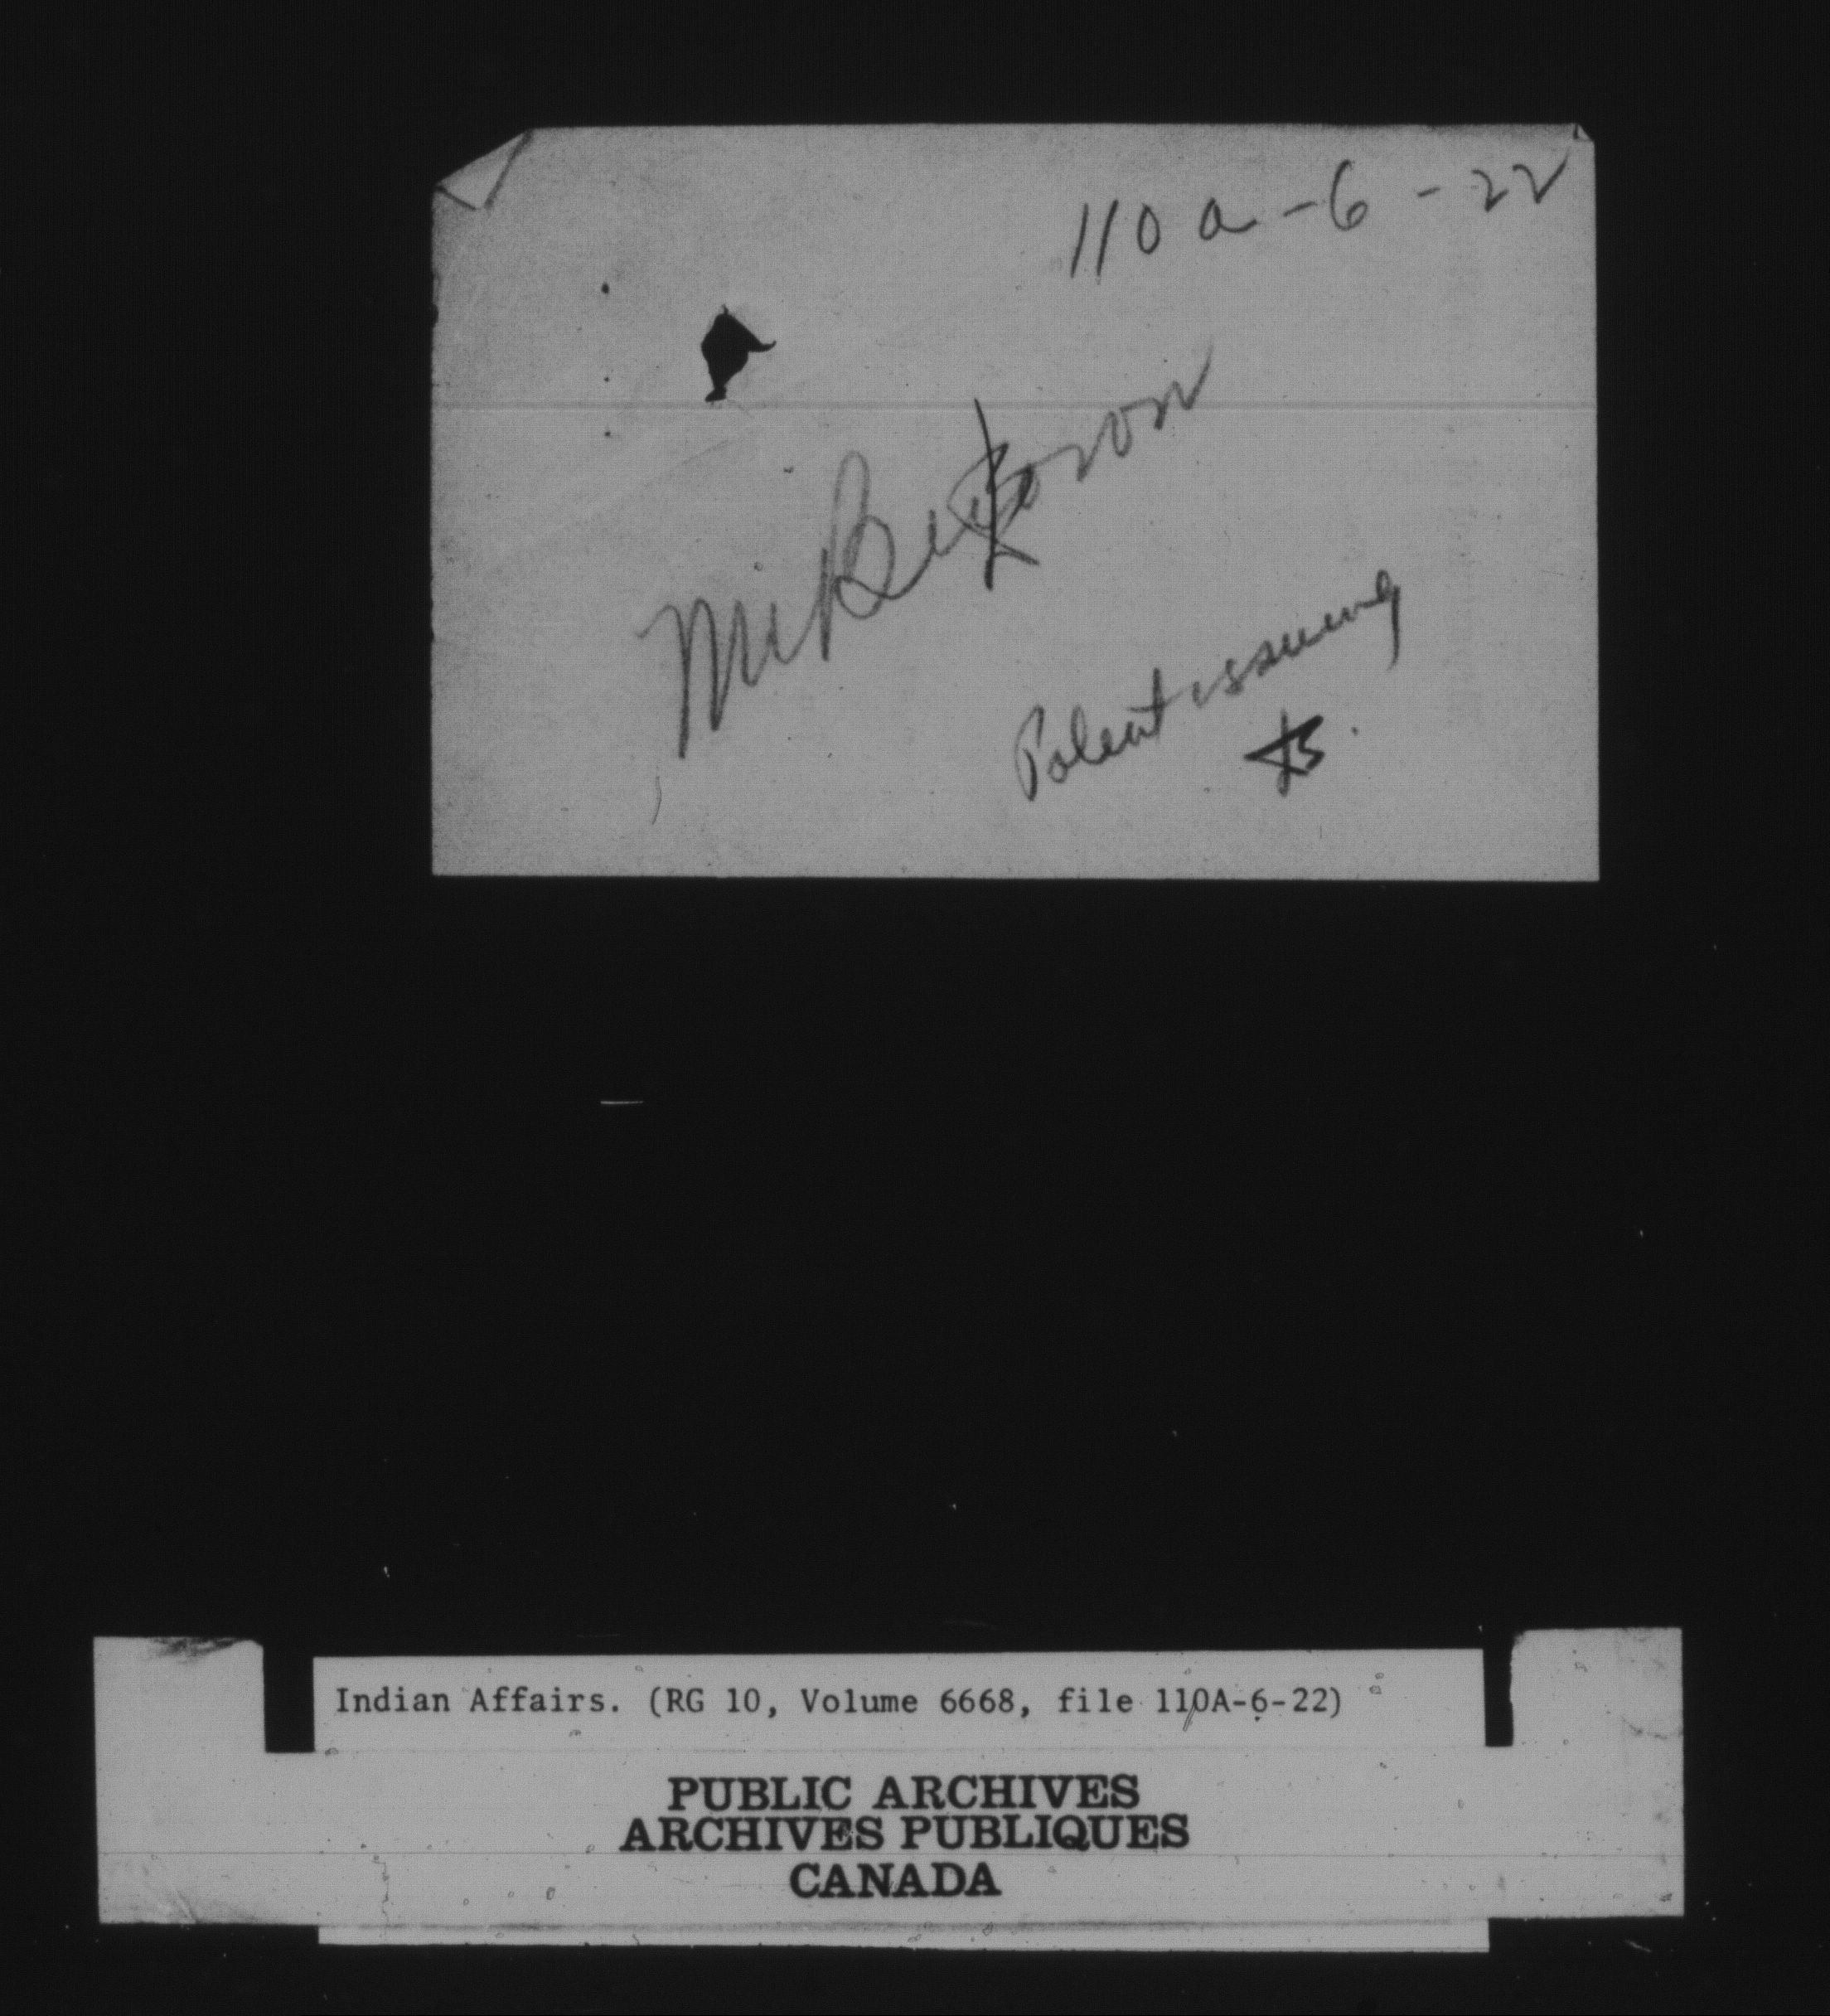 110 a-6-22
Patent issuing
Indian Affairs. (RG 10, Volume 6668, file 110A-6-22)
PUBLIC ARCHIVES
ARCHIVES PUBLIQUES
CANADA